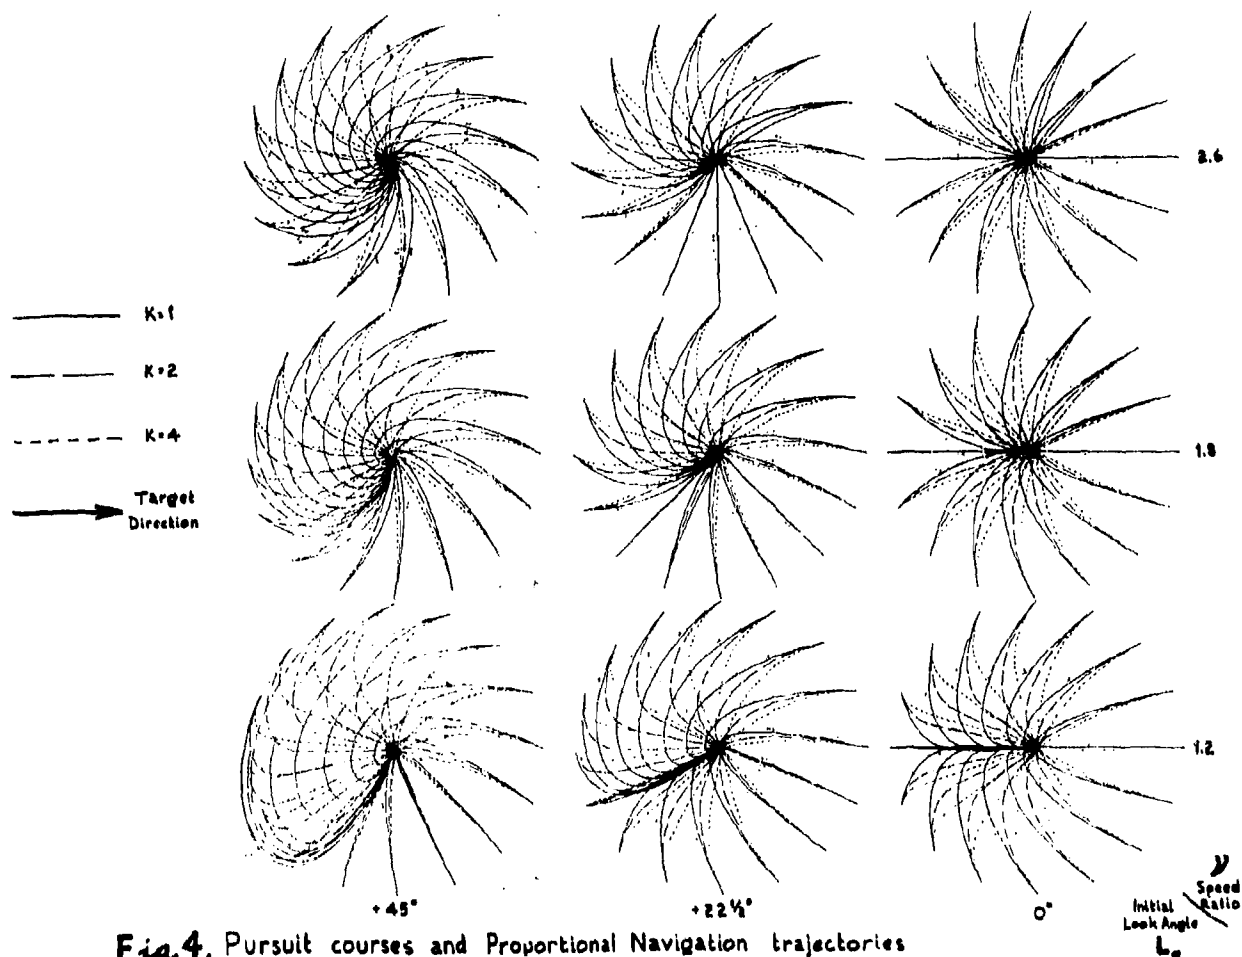 2.6
K=1
K=2
K=4
1.8
Target
Direction
1.2
+45°
+22½°
0°
ν
Speed
Ratio
Initial
Look Angle
L₀
Fig.4. Pursuit courses and Proportional Navigation trajectories